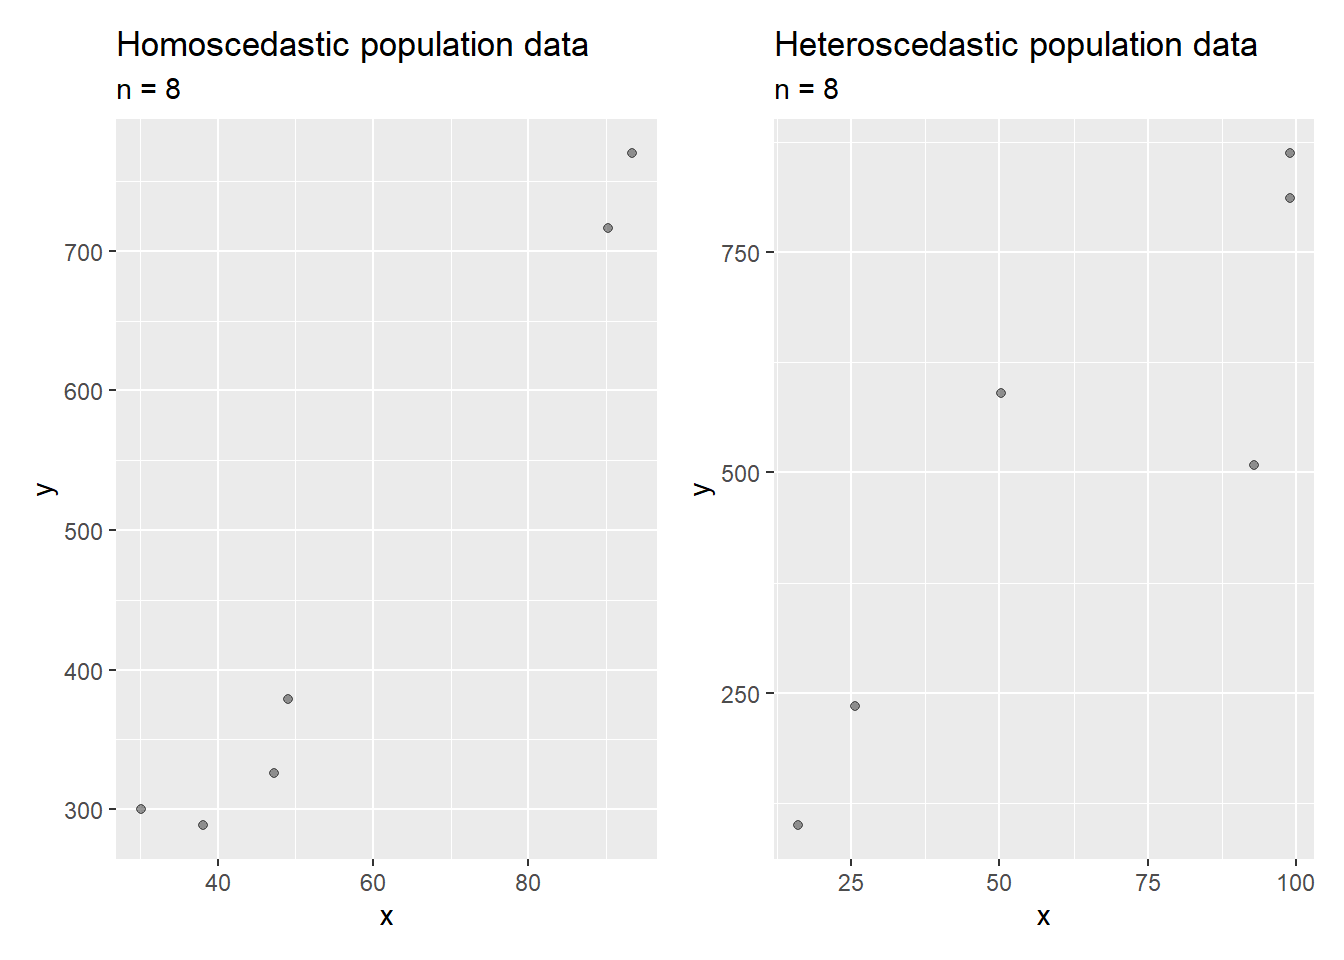 Homoscedastic population data
n = 8
700
600
500
400
300
y
40
60
80
x
Heteroscedastic population data
n = 8
750
500
250
y
25
50
75
100
x